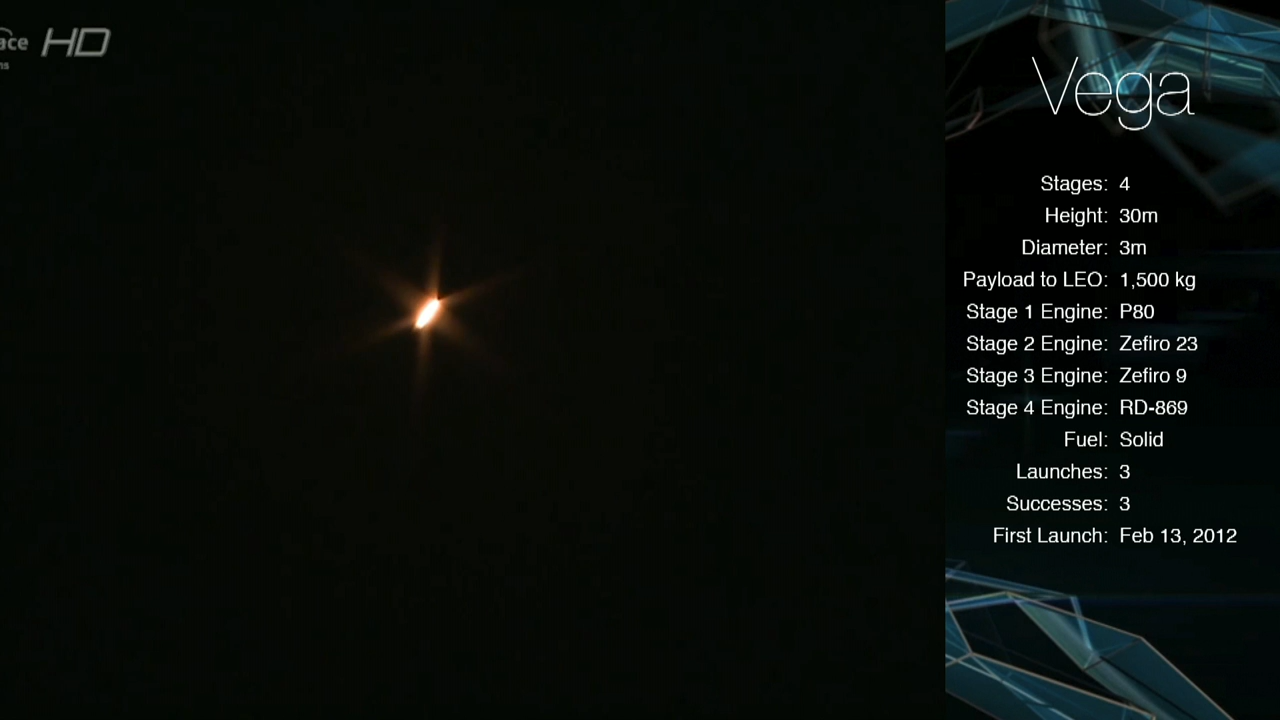 ace HD
ns
Vega
Stages: 4
Height: 30m
Diameter: 3m
Payload to LEO: 1,500 kg
Stage 1 Engine: P80
Stage 2 Engine: Zefiro 23
Stage 3 Engine: Zefiro 9
Stage 4 Engine: RD-869
Fuel: Solid
Launches: 3
Successes: 3
First Launch: Feb 13, 2012